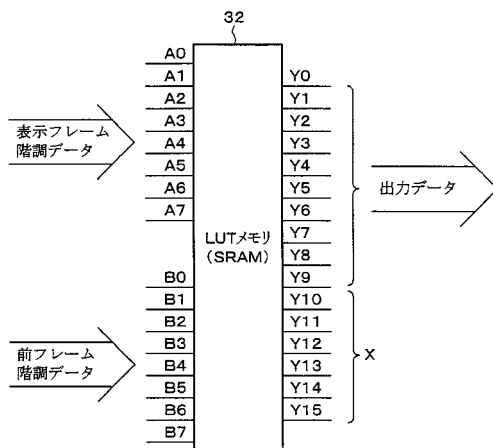 32
A0
A1
A2
A3
A4
A5
A6
A7
表示フレーム
階調データ
B0
B1
B2
B3
B4
B5
B6
B7
前フレーム
階調データ
LUTメモリ
(SRAM)
Y0
Y1
Y2
Y3
Y4
Y5
Y6
Y7
Y8
Y9
Y10
Y11
Y12
Y13
Y14
Y15
出力データ
X